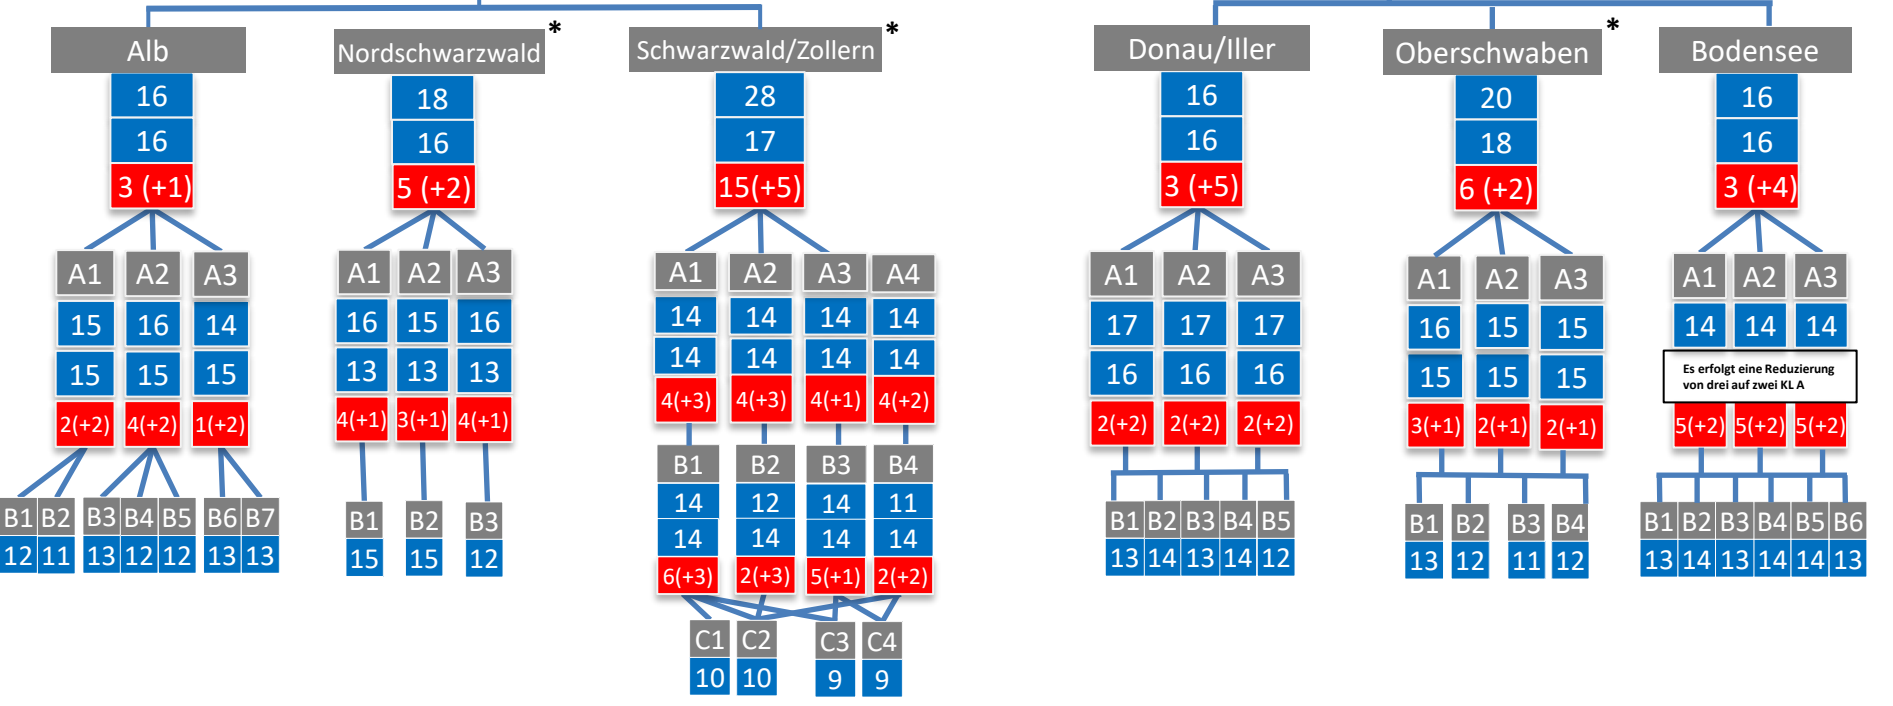 Alb Nordschwarzwald * Schwarzwald/Zollern * Donau/Iller Oberschwaben * Bodensee
16 18 28 16 20 16
16 16 17 16 18 16
3 (+1) 5 (+2) 15(+5) 3 (+5) 6 (+2) 3 (+4)
A1 A2 A3 A1 A2 A3 A1 A2 A3 A4 A1 A2 A3 A1 A2 A3 A1 A2 A3
15 16 14 16 15 16 14 14 14 14 17 17 17 16 15 15 14 14 14
15 15 15 13 13 13 14 14 14 14 16 16 16 15 15 15
Es erfolgt eine Reduzierung
von drei auf zwei KL A
2(+2) 4(+2) 1(+2) 4(+1) 3(+1) 4(+1) 4(+3) 4(+3) 4(+1) 4(+2) 2(+2) 2(+2) 2(+2) 3(+1) 2(+1) 2(+1) 5(+2) 5(+2) 5(+2)
B1 B2 B3 B4
14 12 14 11
B1 B2 B3 B4 B5 B6 B7 B1 B2 B3 B1 B2 B3 B4 B5 B1 B2 B3 B4 B1 B2 B3 B4 B5 B6
14 14 14 14
12 11 13 12 12 13 13 15 15 12 13 14 13 14 12 13 12 11 12 13 14 13 14 14 13
6(+3) 2(+3) 5(+1) 2(+2)
C1 C2 C3 C4
10 10 9 9